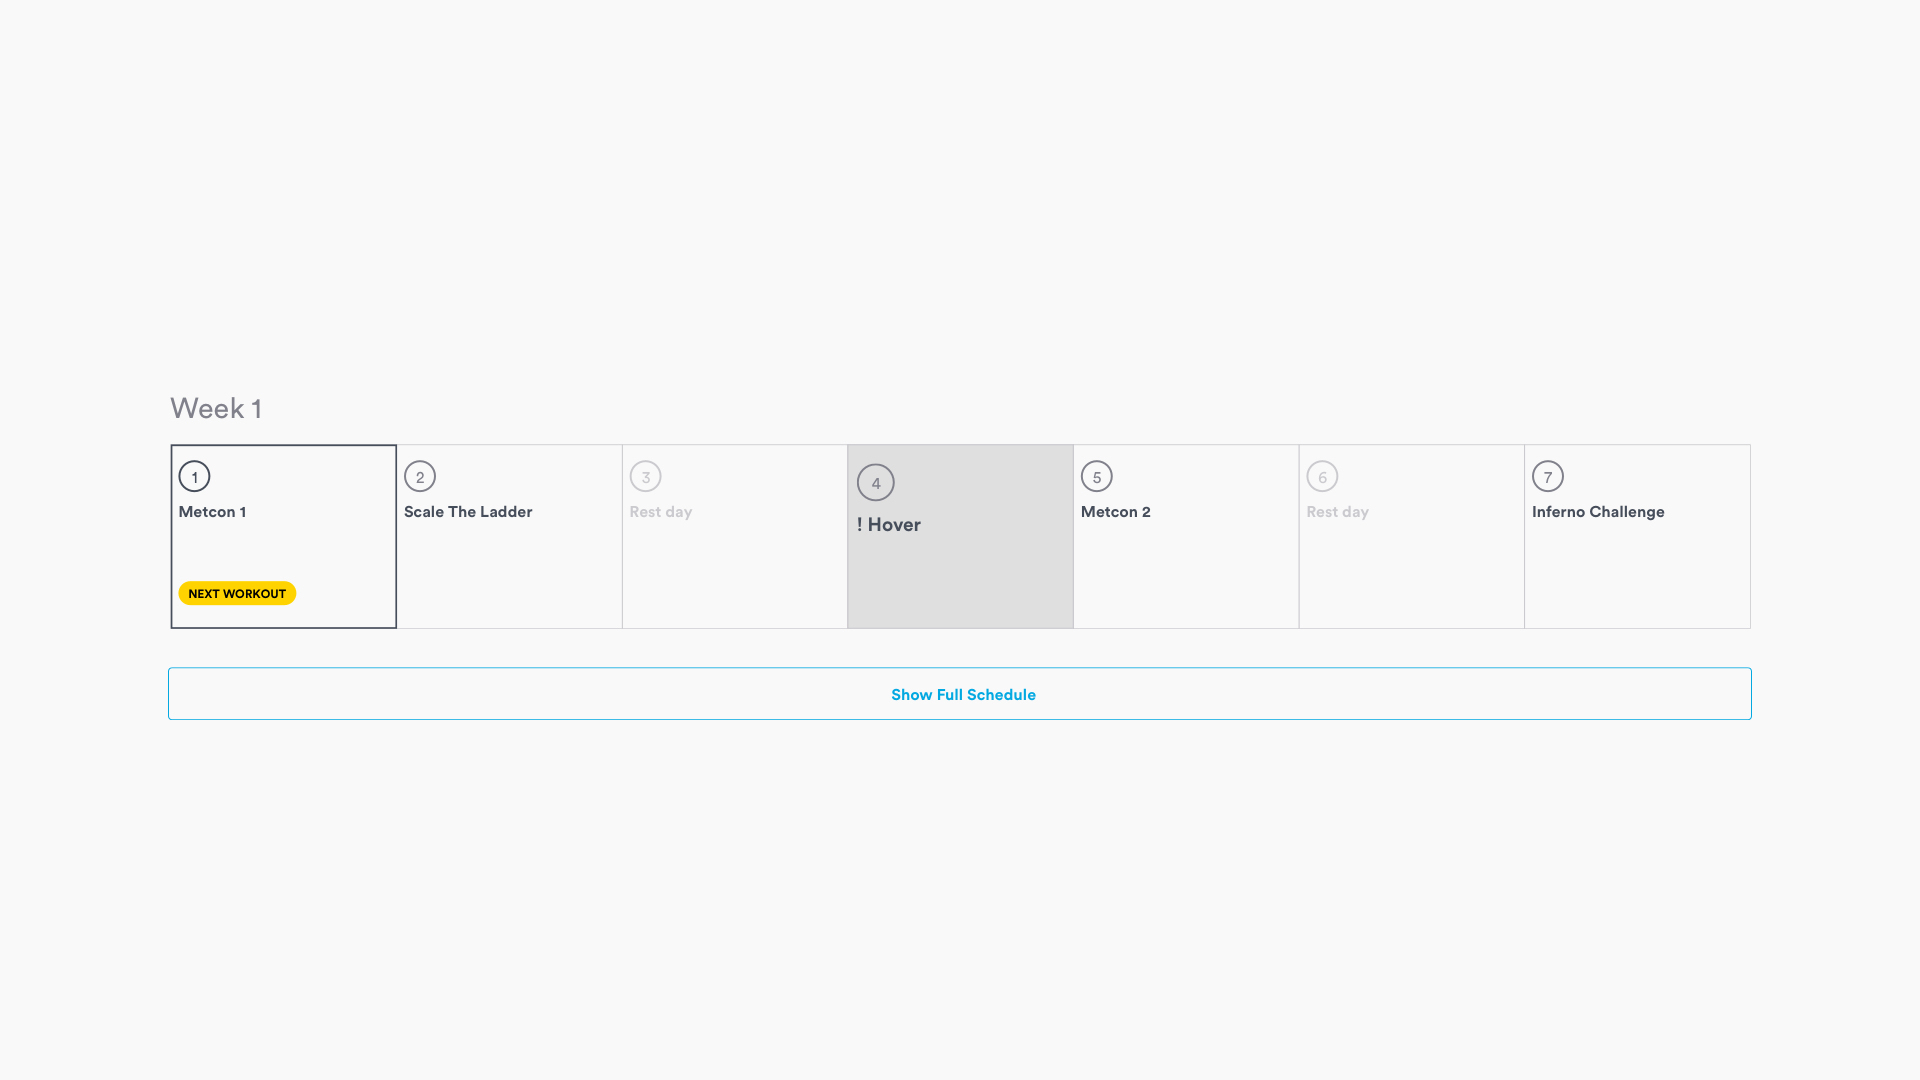 Week 1
1
Metcon 1
NEXT WORKOUT
2
Scale The Ladder
3
Rest day
4
! Hover
5
Metcon 2
6
Rest day
7
Inferno Challenge
Show Full Schedule